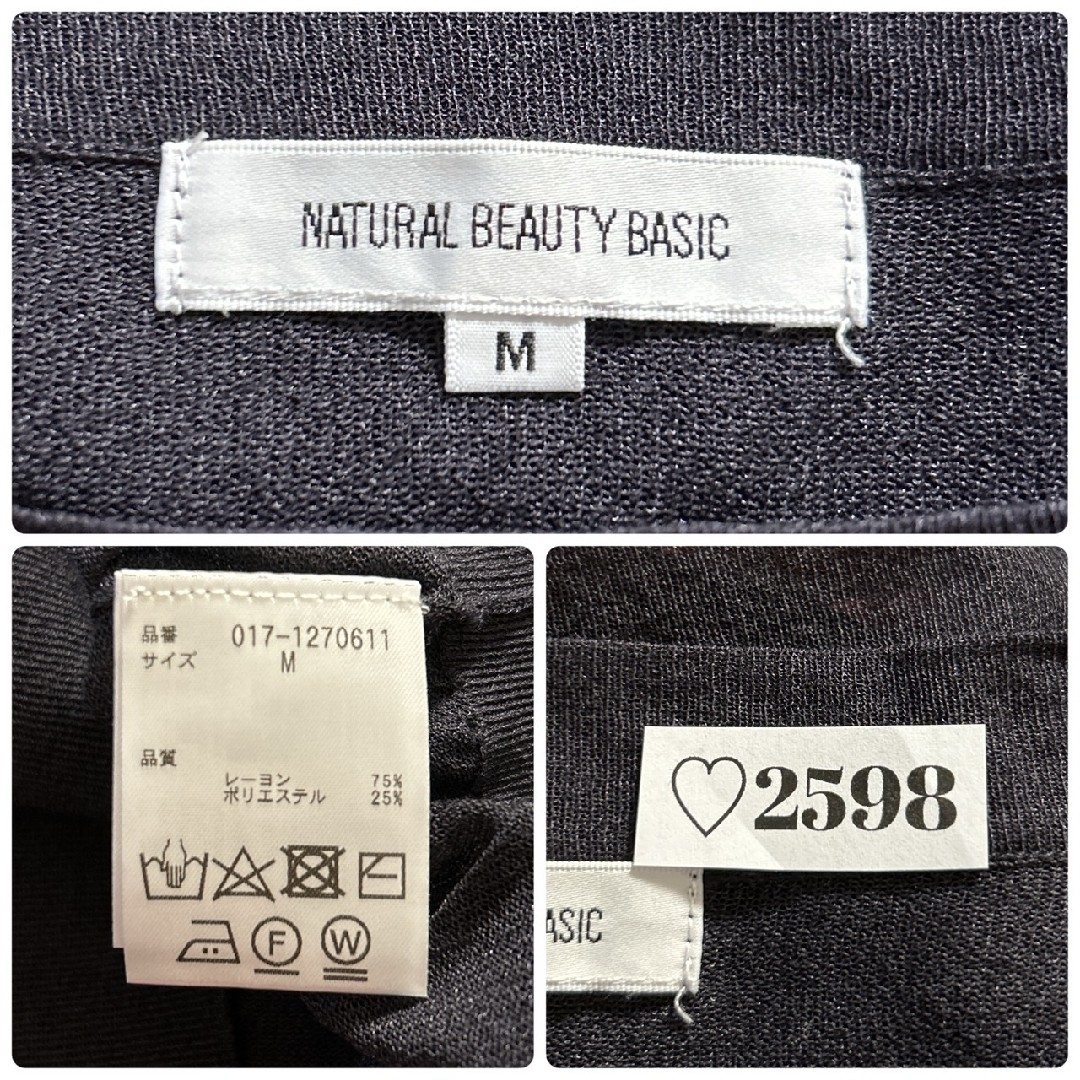 NATURAL BEAUTY BASIC
M
品番 017-1270611
サイズ M
品質
レーヨン 75%
ポリエステル 25%
F W
♡2598
ASIC